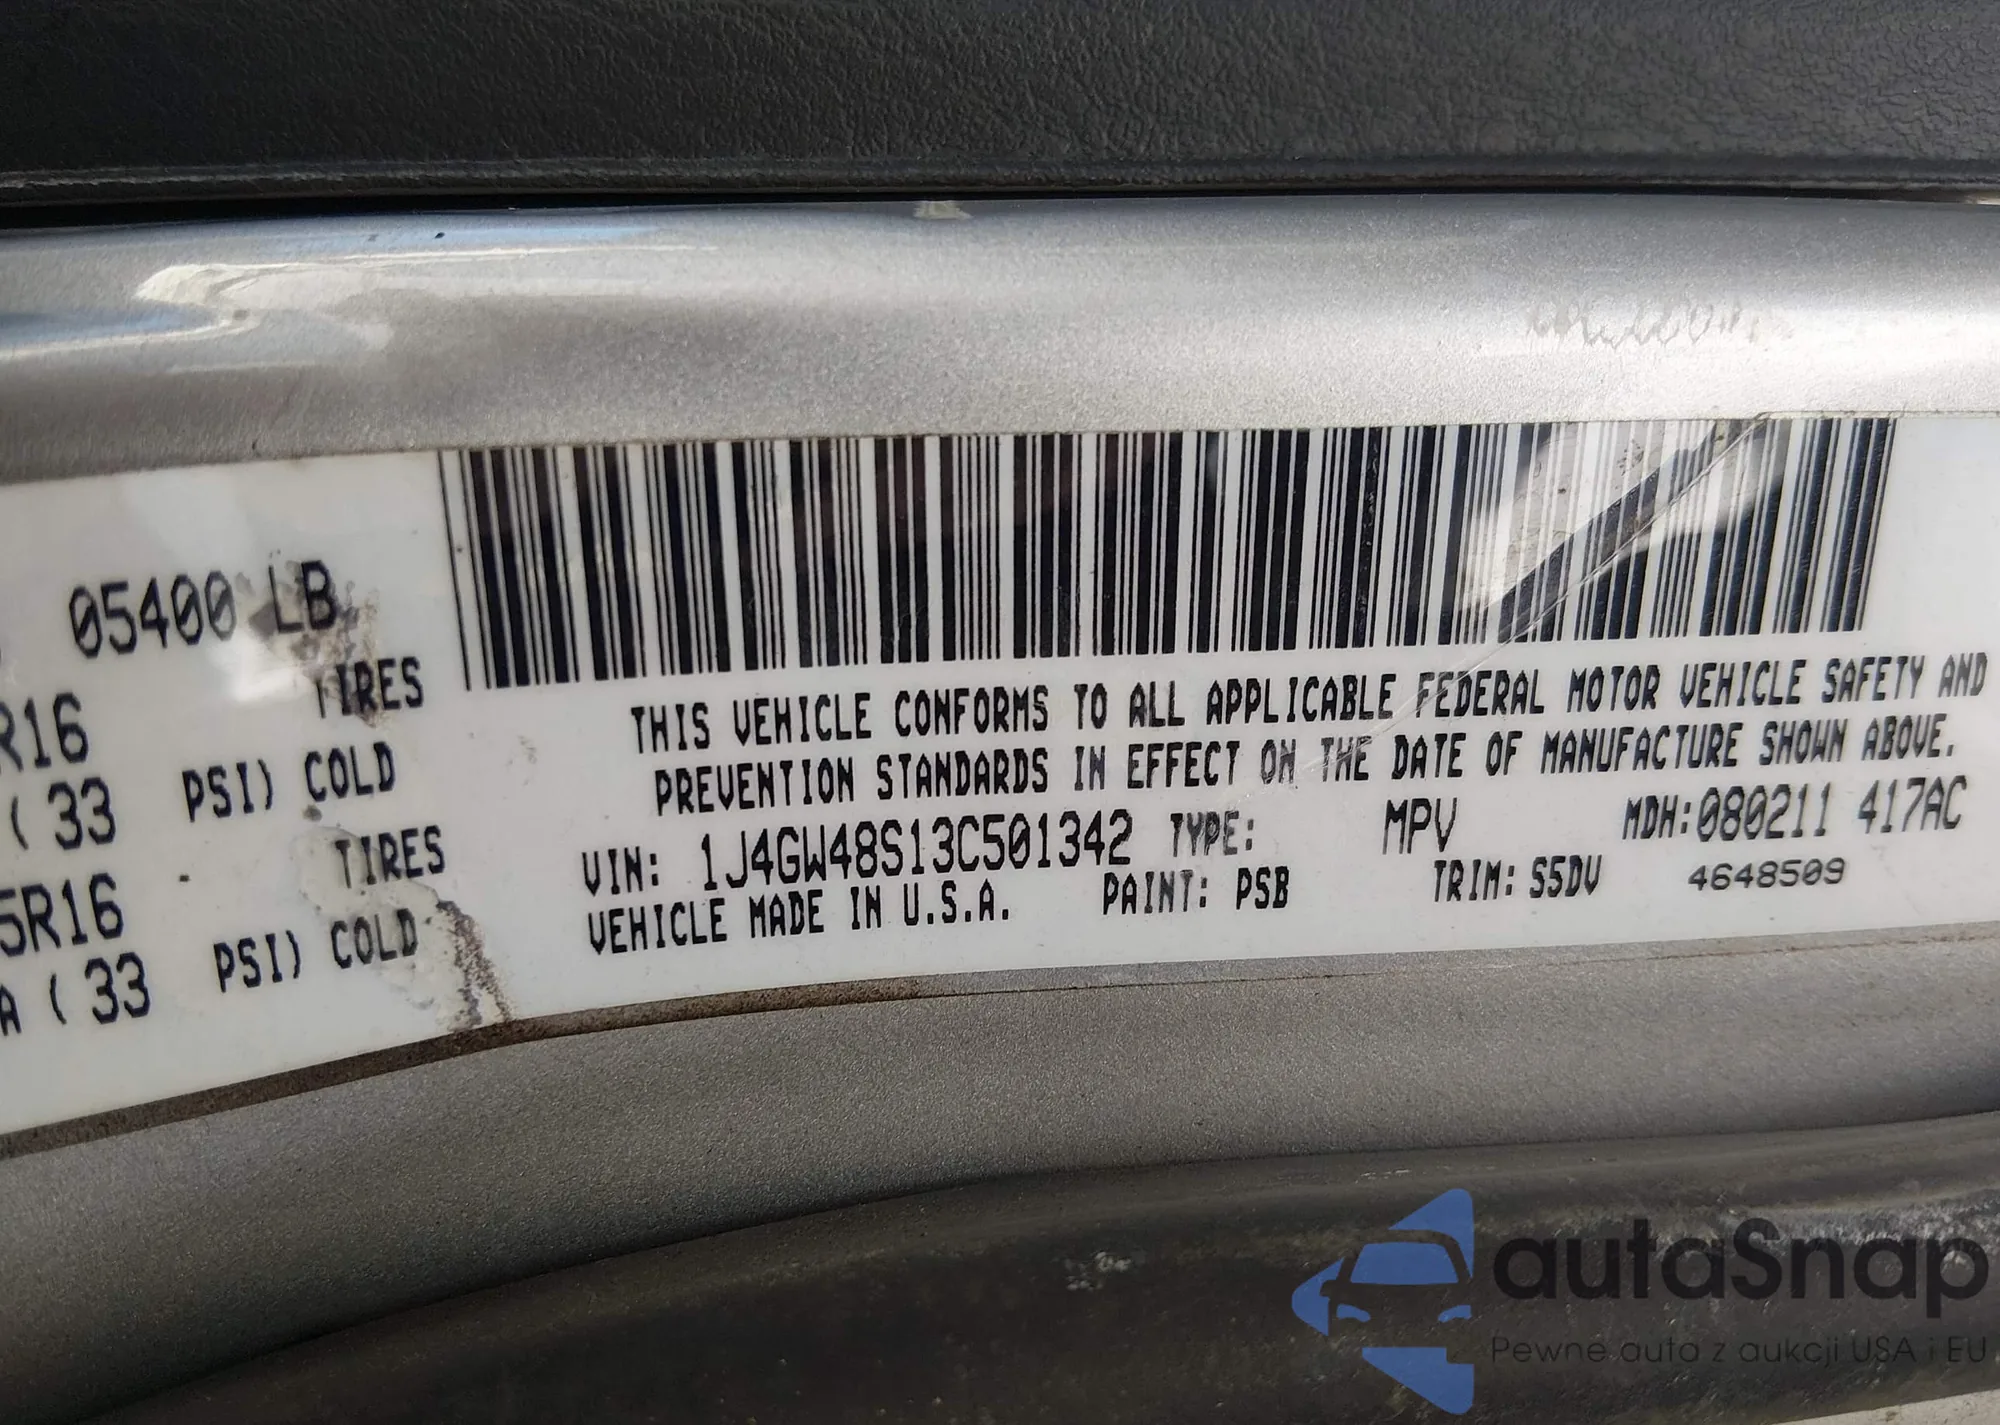 05400 LB
TIRES
R16
( 33 PSI) COLD
TIRES
5R16
A ( 33 PSI) COLD
THIS VEHICLE CONFORMS TO ALL APPLICABLE FEDERAL MOTOR VEHICLE SAFETY AND
PREVENTION STANDARDS IN EFFECT ON THE DATE OF MANUFACTURE SHOWN ABOVE.
VIN: 1J4GW48S13C501342 TYPE: MPV MDH:080211 417AC
VEHICLE MADE IN U.S.A. PAINT: PSB TRIM: S5DV 4648509
autaSnap
Pewne auta z aukcji USA i EU